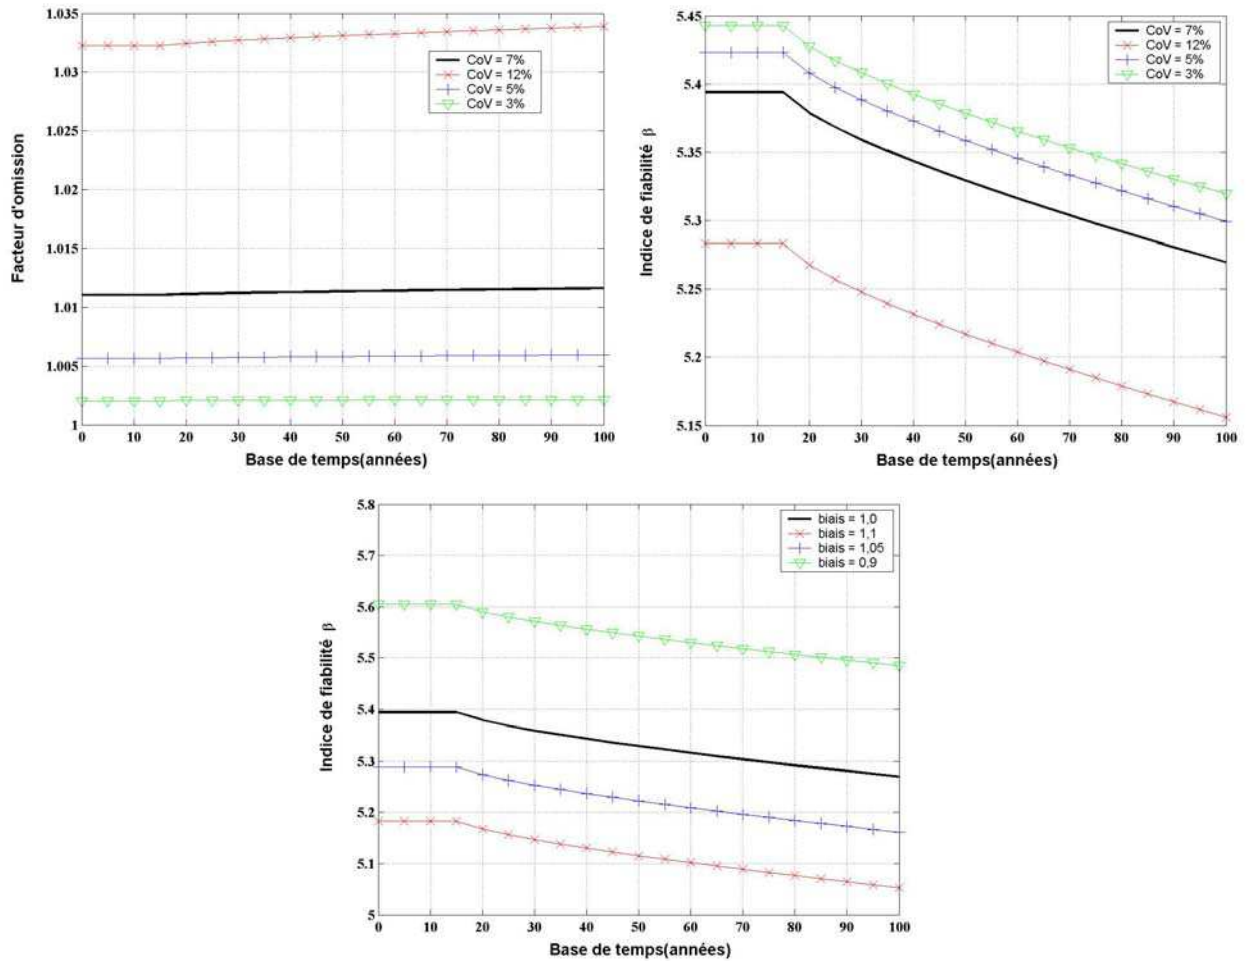 1.035
1.03
1.025
1.02
1.015
1.01
1.005
1
Facteur d'omission
CoV = 7%
CoV = 12%
CoV = 5%
CoV = 3%
0 10 20 30 40 50 60 70 80 90 100
Base de temps(années)
5.45
5.4
5.35
5.3
5.25
5.2
5.15
Indice de fiabilité β
CoV = 7%
CoV = 12%
CoV = 5%
CoV = 3%
0 10 20 30 40 50 60 70 80 90 100
Base de temps(années)
5.8
5.7
5.6
5.5
5.4
5.3
5.2
5.1
5
Indice de fiabilité β
biais = 1,0
biais = 1,1
biais = 1,05
biais = 0,9
0 10 20 30 40 50 60 70 80 90 100
Base de temps(années)